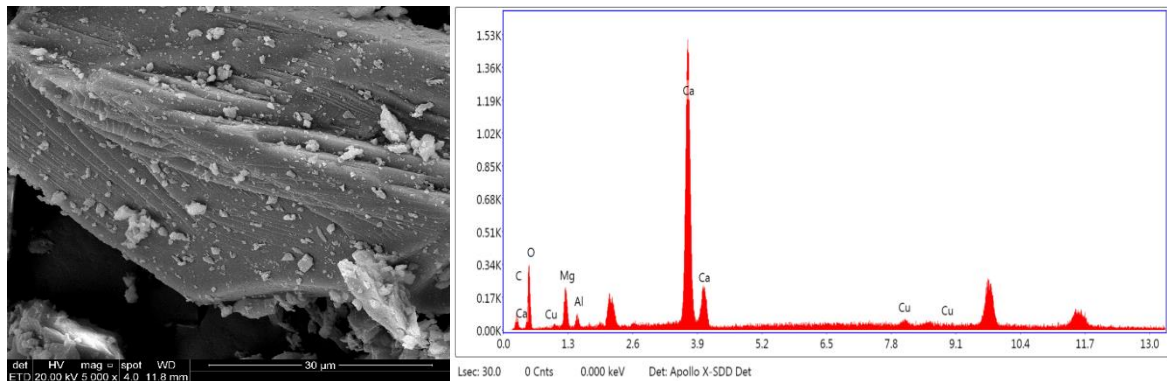 det HV mag □ spot WD
ETD 20.00 kV 5 000 x 4.0 11.8 mm
30 µm
1.53K
1.36K
1.19K
1.02K
0.85K
0.68K
0.51K
0.34K
0.17K
0.00K
Ca
O
C
Mg
Ca
Al
Ca
Cu
Cu
Cu
0.0 1.3 2.6 3.9 5.2 6.5 7.8 9.1 10.4 11.7 13.0
Lsec: 30.0 0 Cnts 0.000 keV Det: Apollo X-SDD Det